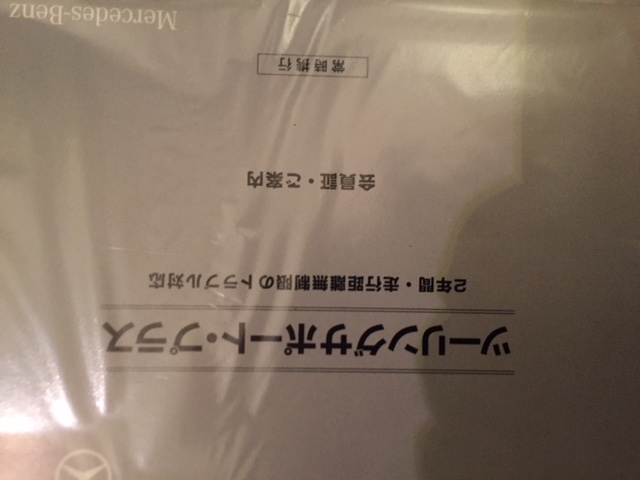 ツーリングサポート・プラス
2年間・走行距離無制限のトラブル対応
会員証・ご案内
常時携行
Mercedes-Benz